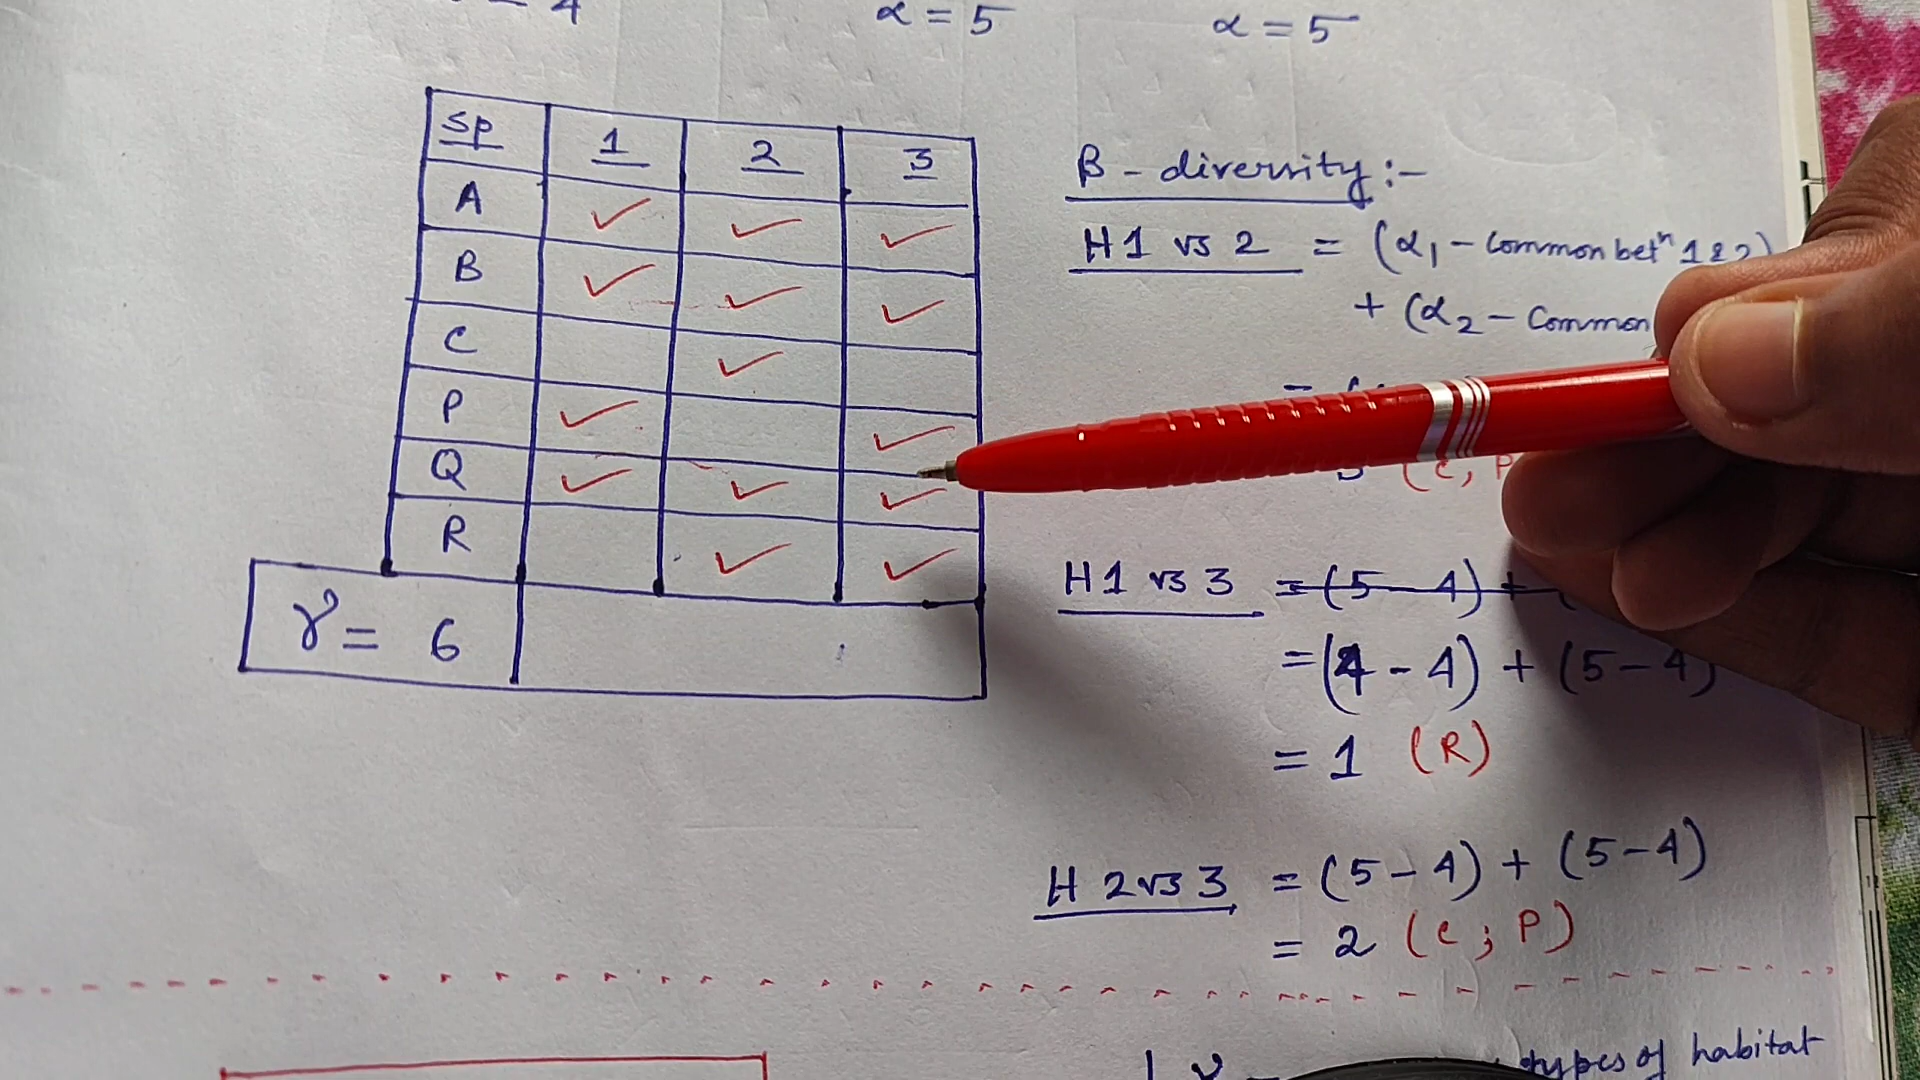 α = 5 α = 5
Sp 1 2 3
A ✓ ✓ ✓
B ✓ ✓ ✓
C ✓
P ✓ ✓
Q ✓ ✓ ✓
R ✓ ✓
γ = 6
β - diversity :-
H1 vs 2 = (α₁ - common betⁿ 1 & 2)
+ (α₂ - Common
(c, P
H1 vs 3 = (5 - 4) +
= (4 - 4) + (5 - 4)
= 1 (R)
H 2 vs 3 = (5 - 4) + (5 - 4)
= 2 (c ; P)
types of habitat